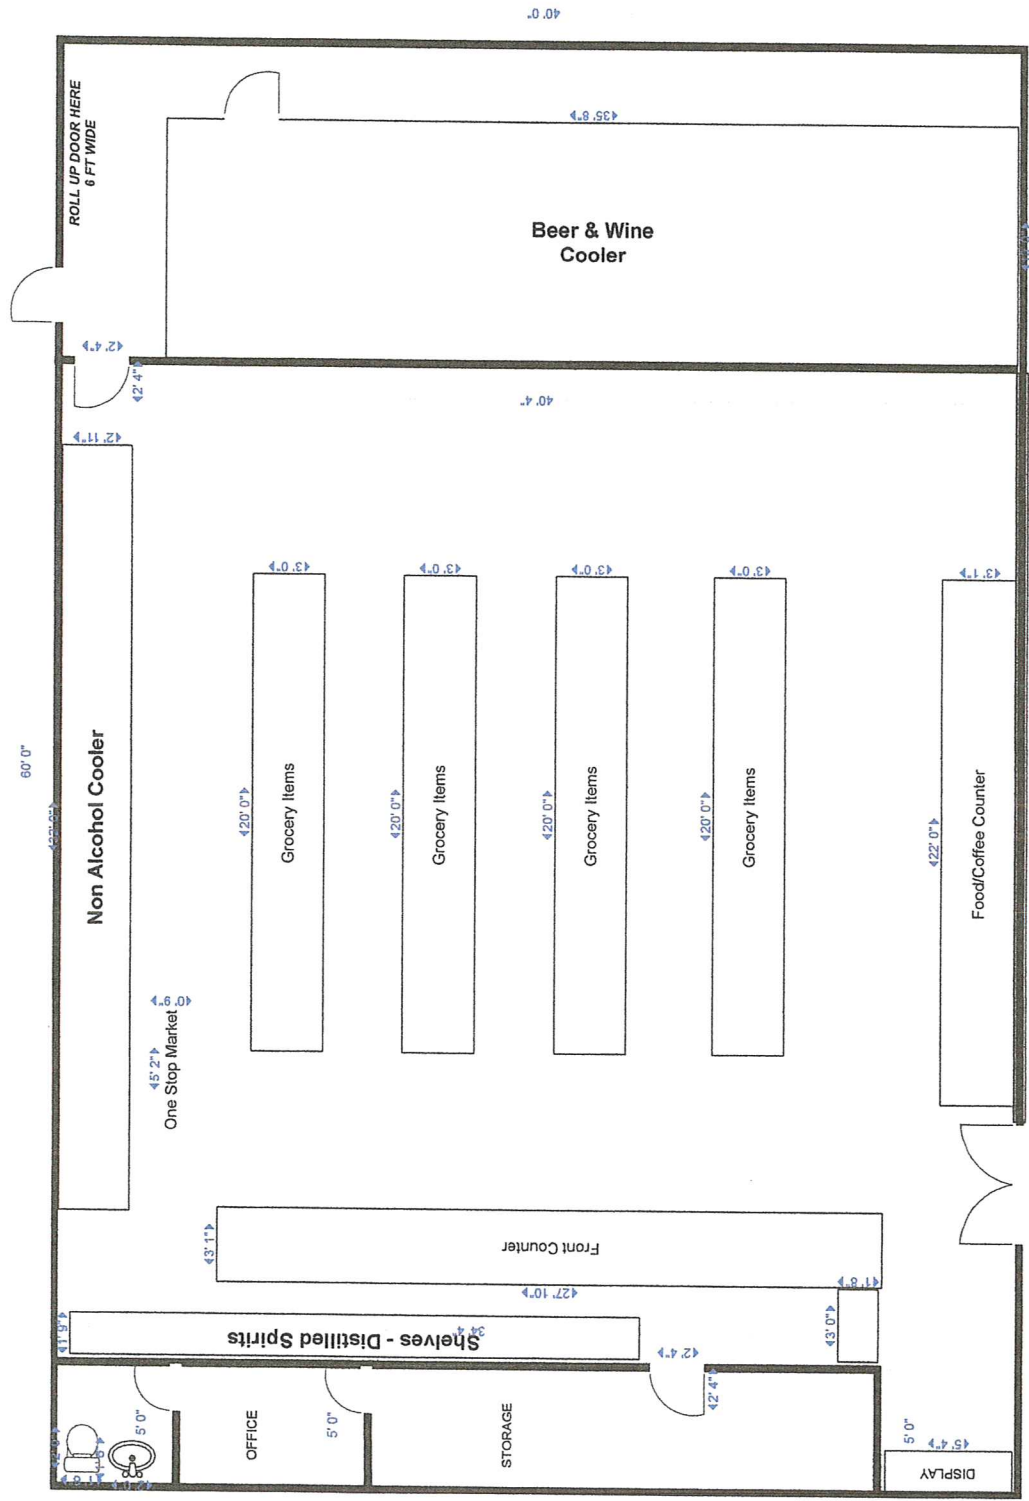 40' 0"
ROLL UP DOOR HERE
6 FT WIDE
35' 8"
Beer & Wine
Cooler
2' 4"
2' 4"
40' 4"
2' 11"
3' 0"
3' 0"
3' 0"
3' 0"
3' 1"
60' 0"
Non Alcohol Cooler
20' 0"
Grocery Items
20' 0"
Grocery Items
20' 0"
Grocery Items
20' 0"
Grocery Items
22' 0"
Food/Coffee Counter
0' 9"
5' 2"
One Stop Market
3' 1"
Front Counter
27' 10"
1' 8"
3' 0"
1' 9"
34' 4"
Shelves - Distilled Spirits
2' 4"
2' 4"
5' 0"
OFFICE
5' 0"
STORAGE
5' 0"
5' 4"
DISPLAY